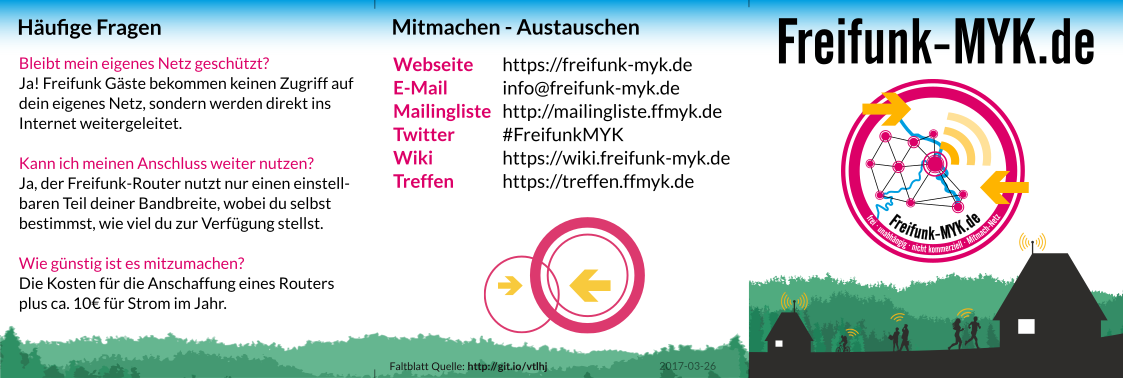 Häufige Fragen
Bleibt mein eigenes Netz geschützt?
Ja! Freifunk Gäste bekommen keinen Zugriff auf
dein eigenes Netz, sondern werden direkt ins
Internet weitergeleitet.
Kann ich meinen Anschluss weiter nutzen?
Ja, der Freifunk-Router nutzt nur einen einstell-
baren Teil deiner Bandbreite, wobei du selbst
bestimmst, wie viel du zur Verfügung stellst.
Wie günstig ist es mitzumachen?
Die Kosten für die Anschaffung eines Routers
plus ca. 10€ für Strom im Jahr.
Mitmachen - Austauschen
Webseite https://freifunk-myk.de
E-Mail info@freifunk-myk.de
Mailingliste http://mailingliste.ffmyk.de
Twitter #FreifunkMYK
Wiki https://wiki.freifunk-myk.de
Treffen https://treffen.ffmyk.de
Faltblatt Quelle: http://git.io/vtlhj
2017-03-26
Freifunk-MYK.de
Freifunk-MYK.de
frei · unabhängig · nicht kommerziell · Mitmach-Netz